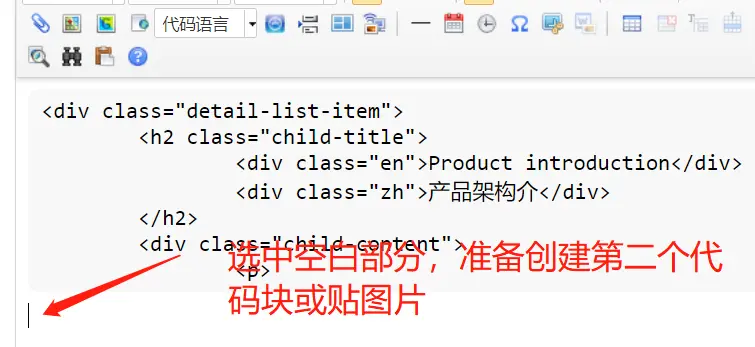 代码语言
<div class="detail-list-item">
<h2 class="child-title">
<div class="en">Product introduction</div>
<div class="zh">产品架构介</div>
</h2>
<div class="child-content">
<p>
选中空白部分，准备创建第二个代
码块或贴图片